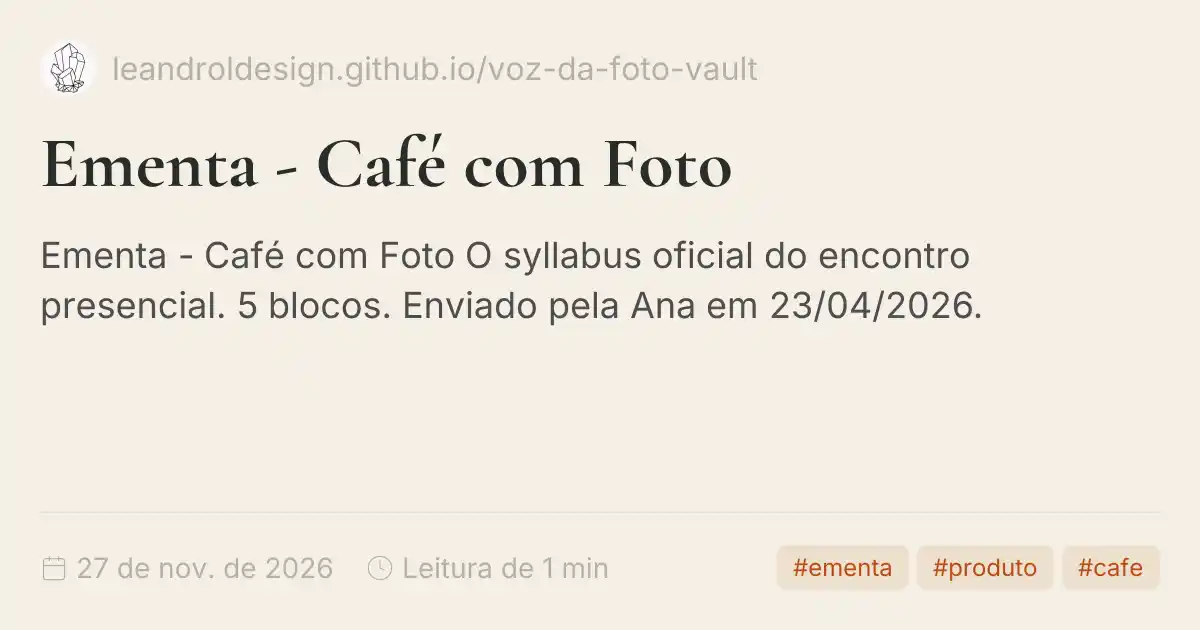 leandroldesign.github.io/voz-da-foto-vault
Ementa - Café com Foto
Ementa - Café com Foto O syllabus oficial do encontro
presencial. 5 blocos. Enviado pela Ana em 23/04/2026.
27 de nov. de 2026 Leitura de 1 min #ementa #produto #cafe